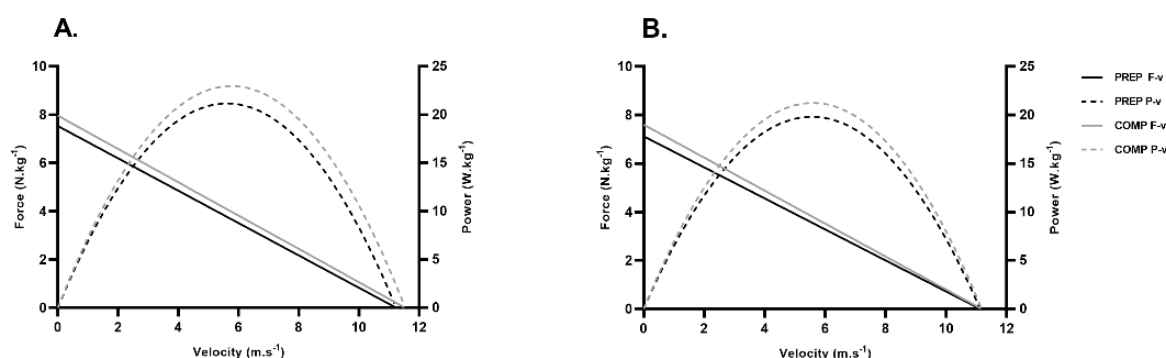 A.
10
8
6
4
2
0
Force (N.kg⁻¹)
25
20
15
10
5
0
Power (W.kg⁻¹)
0 2 4 6 8 10 12
Velocity (m.s⁻¹)
B.
10
8
6
4
2
0
Force (N.kg⁻¹)
25
20
15
10
5
0
Power (W.kg⁻¹)
0 2 4 6 8 10 12
Velocity (m.s⁻¹)
PREP F-v
PREP P-v
COMP F-v
COMP P-v